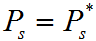 $P_s = P_s^*$